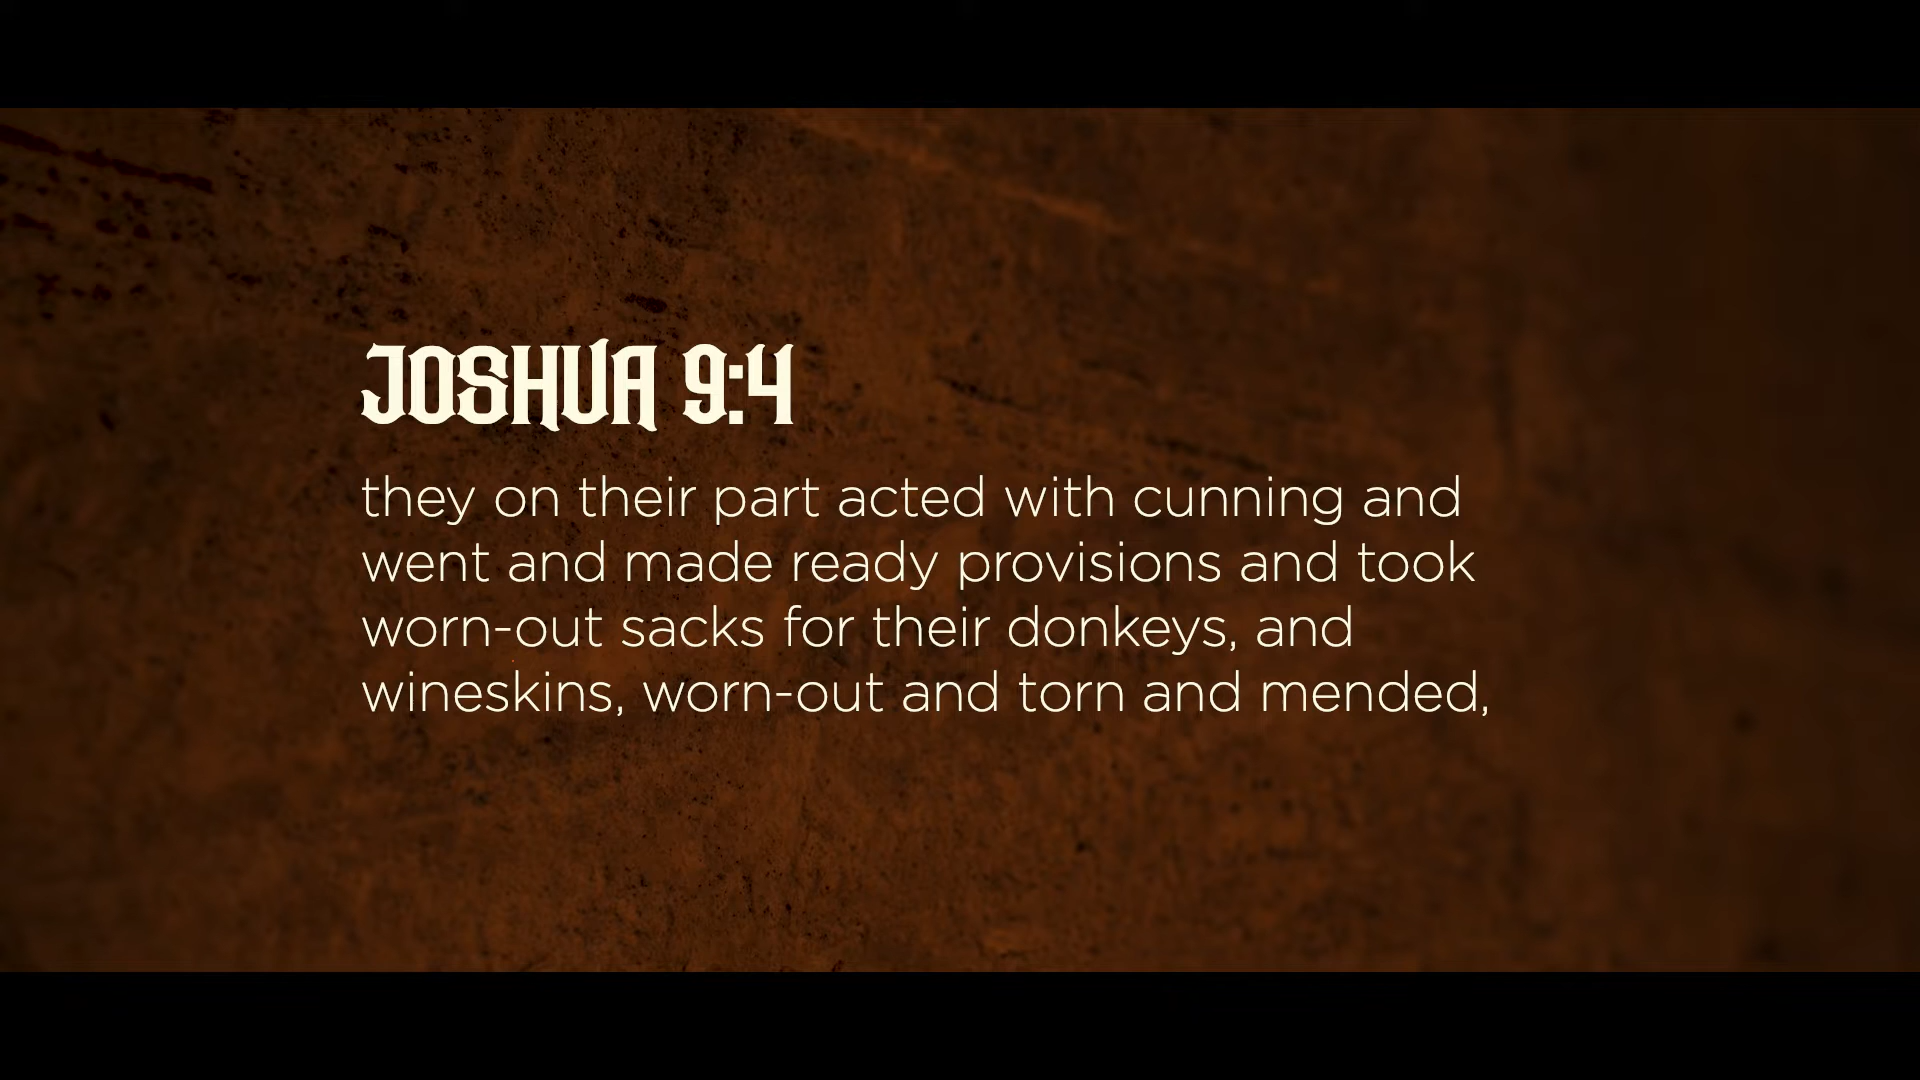 JOSHUA 9:4
they on their part acted with cunning and
went and made ready provisions and took
worn-out sacks for their donkeys, and
wineskins, worn-out and torn and mended,